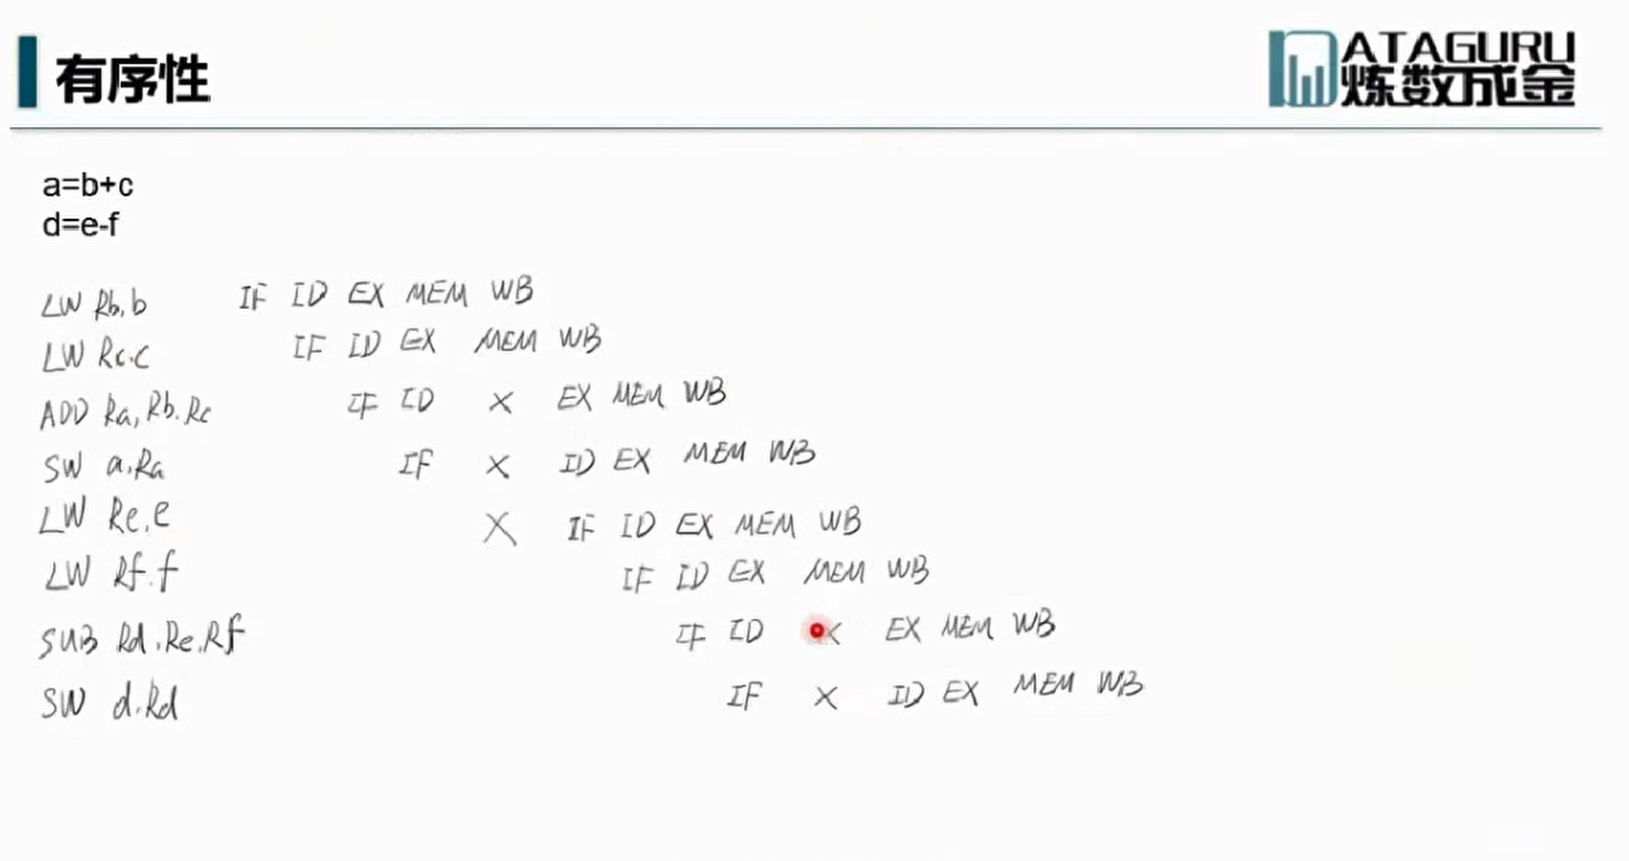 有序性
DATAGURU
炼数成金
a=b+c
d=e-f
LW Rb,b IF ID EX MEM WB
LW Rc.c IF ID EX MEM WB
ADD Ra,Rb.Rc IF ID X EX MEM WB
SW a,Ra IF X ID EX MEM WB
LW Re,e X IF ID EX MEM WB
LW Rf.f IF ID EX MEM WB
SUB Rd.Re.Rf IF ID X EX MEM WB
SW d.Rd IF X ID EX MEM WB